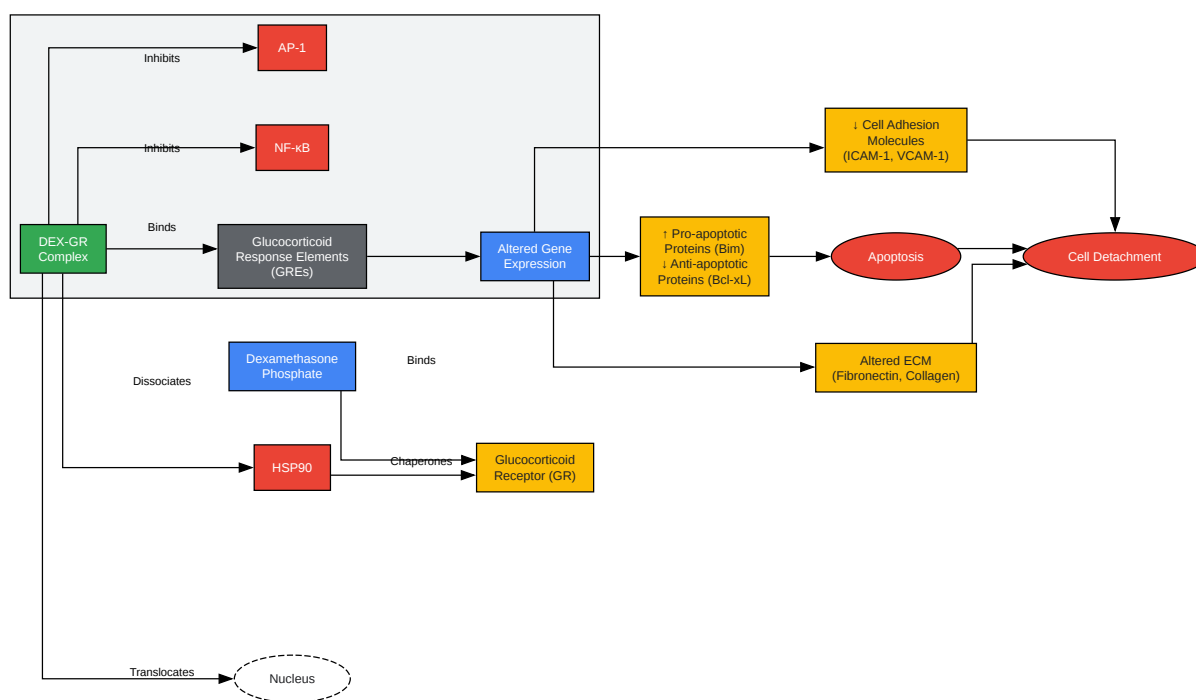 AP-1
Inhibits
NF-κB
Inhibits
DEX-GR
Complex
Binds
Glucocorticoid
Response Elements
(GREs)
Altered Gene
Expression
↓ Cell Adhesion
Molecules
(ICAM-1, VCAM-1)
↑ Pro-apoptotic
Proteins (Bim)
↓ Anti-apoptotic
Proteins (Bcl-xL)
Apoptosis
Cell Detachment
Altered ECM
(Fibronectin, Collagen)
Dexamethasone
Phosphate
Binds
Dissociates
HSP90
Chaperones
Glucocorticoid
Receptor (GR)
Translocates
Nucleus